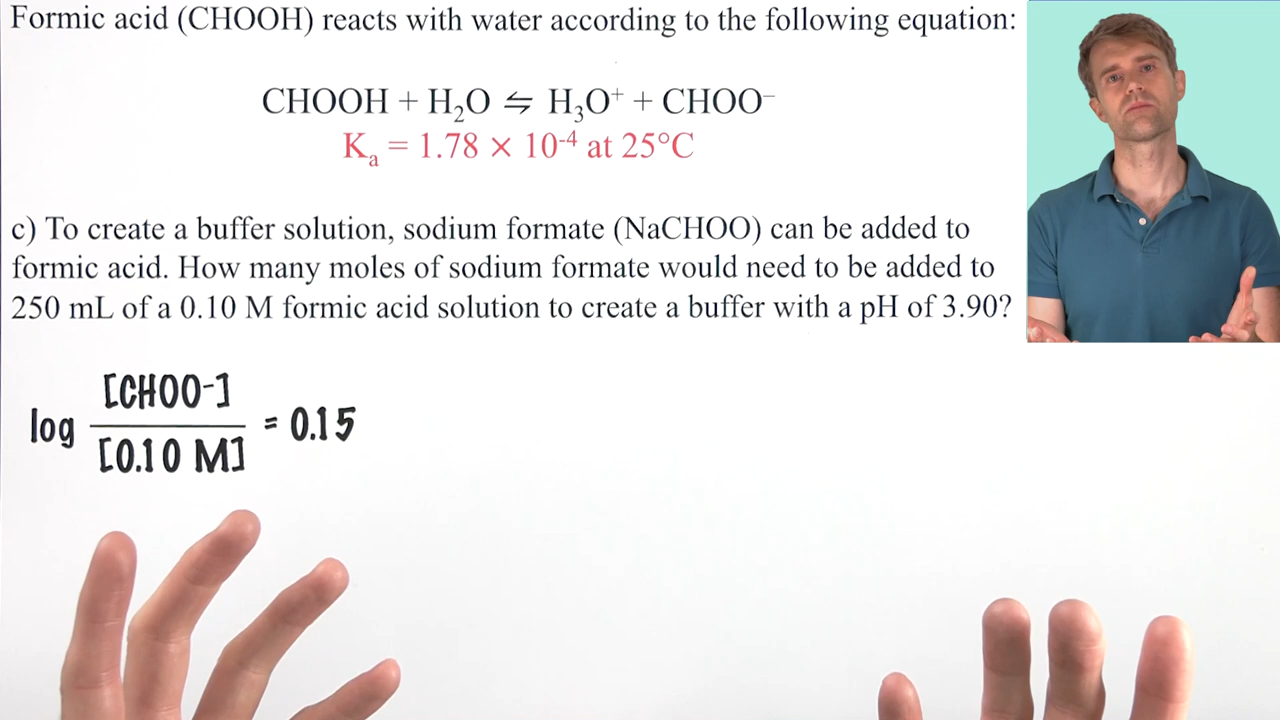 Formic acid (CHOOH) reacts with water according to the following equation:
CHOOH + H₂O ⇋ H₃O⁺ + CHOO⁻
Kₐ = 1.78 × 10⁻⁴ at 25°C
c) To create a buffer solution, sodium formate (NaCHOO) can be added to
formic acid. How many moles of sodium formate would need to be added to
250 mL of a 0.10 M formic acid solution to create a buffer with a pH of 3.90?
log [CHOO⁻] / [0.10 M] = 0.15